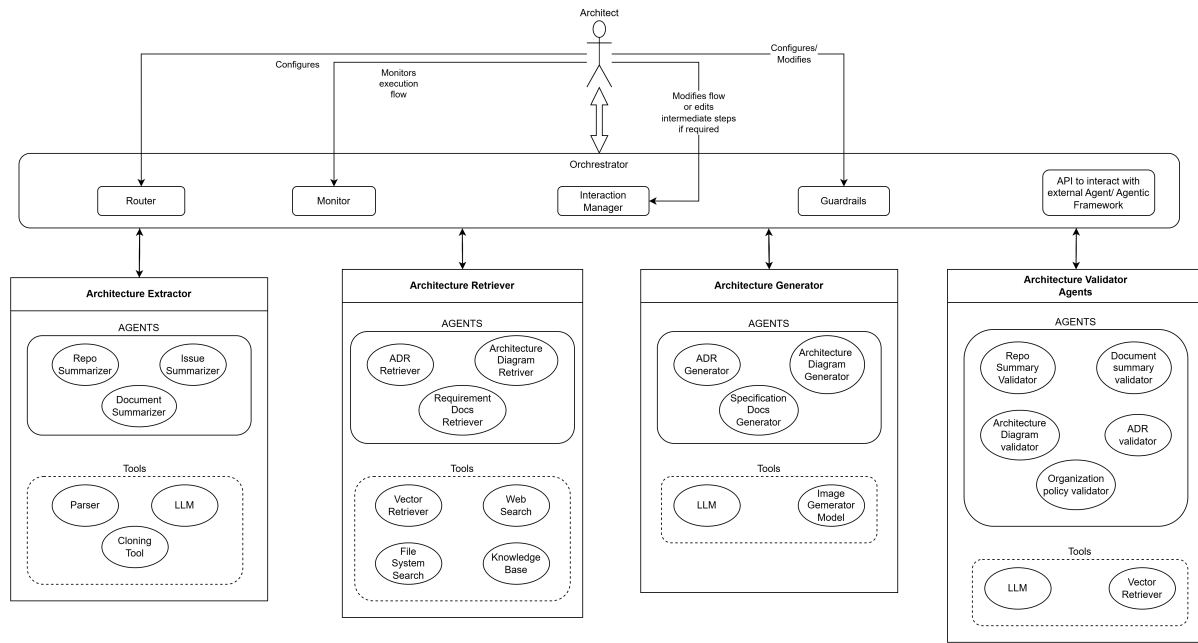 Architect
Configures
Monitors
execution
flow
Modifies flow
or edits
intermediate steps
if required
Configures/
Modifies
Orchrestrator
Router
Monitor
Interaction
Manager
Guardrails
API to interact with
external Agent/ Agentic
Framework
Architecture Extractor
AGENTS
Repo
Summarizer
Issue
Summarizer
Document
Summarizer
Tools
Parser
LLM
Cloning
Tool
Architecture Retriever
AGENTS
ADR
Retriever
Architecture
Diagram
Retriver
Requirement
Docs
Retriever
Tools
Vector
Retriever
Web
Search
File
System
Search
Knowledge
Base
Architecture Generator
AGENTS
ADR
Generator
Architecture
Diagram
Generator
Specification
Docs
Generator
Tools
LLM
Image
Gemerator
Model
Architecture Validator
Agents
AGENTS
Repo
Summary
Validator
Document
summary
validator
Architecture
Diagram
validator
ADR
validator
Organization
policy validator
Tools
LLM
Vector
Retriever